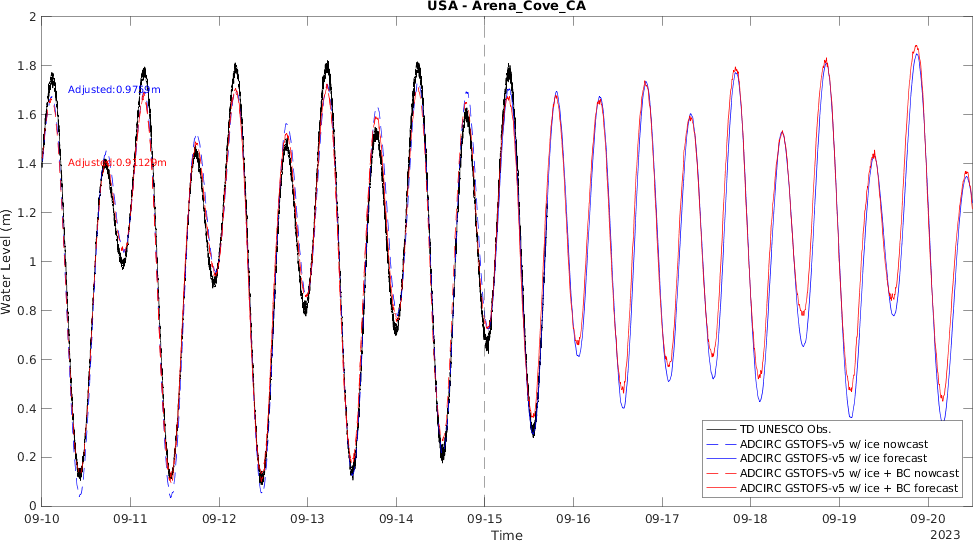 USA - Arena_Cove_CA
2
1.8
1.6
1.4
1.2
1
0.8
0.6
0.4
0.2
0
Water Level (m)
Adjusted:0.9759m
Adjusted:0.91129m
TD UNESCO Obs.
ADCIRC GSTOFS-v5 w/ ice nowcast
ADCIRC GSTOFS-v5 w/ ice forecast
ADCIRC GSTOFS-v5 w/ ice + BC nowcast
ADCIRC GSTOFS-v5 w/ ice + BC forecast
09-10 09-11 09-12 09-13 09-14 09-15 09-16 09-17 09-18 09-19 09-20
Time
2023